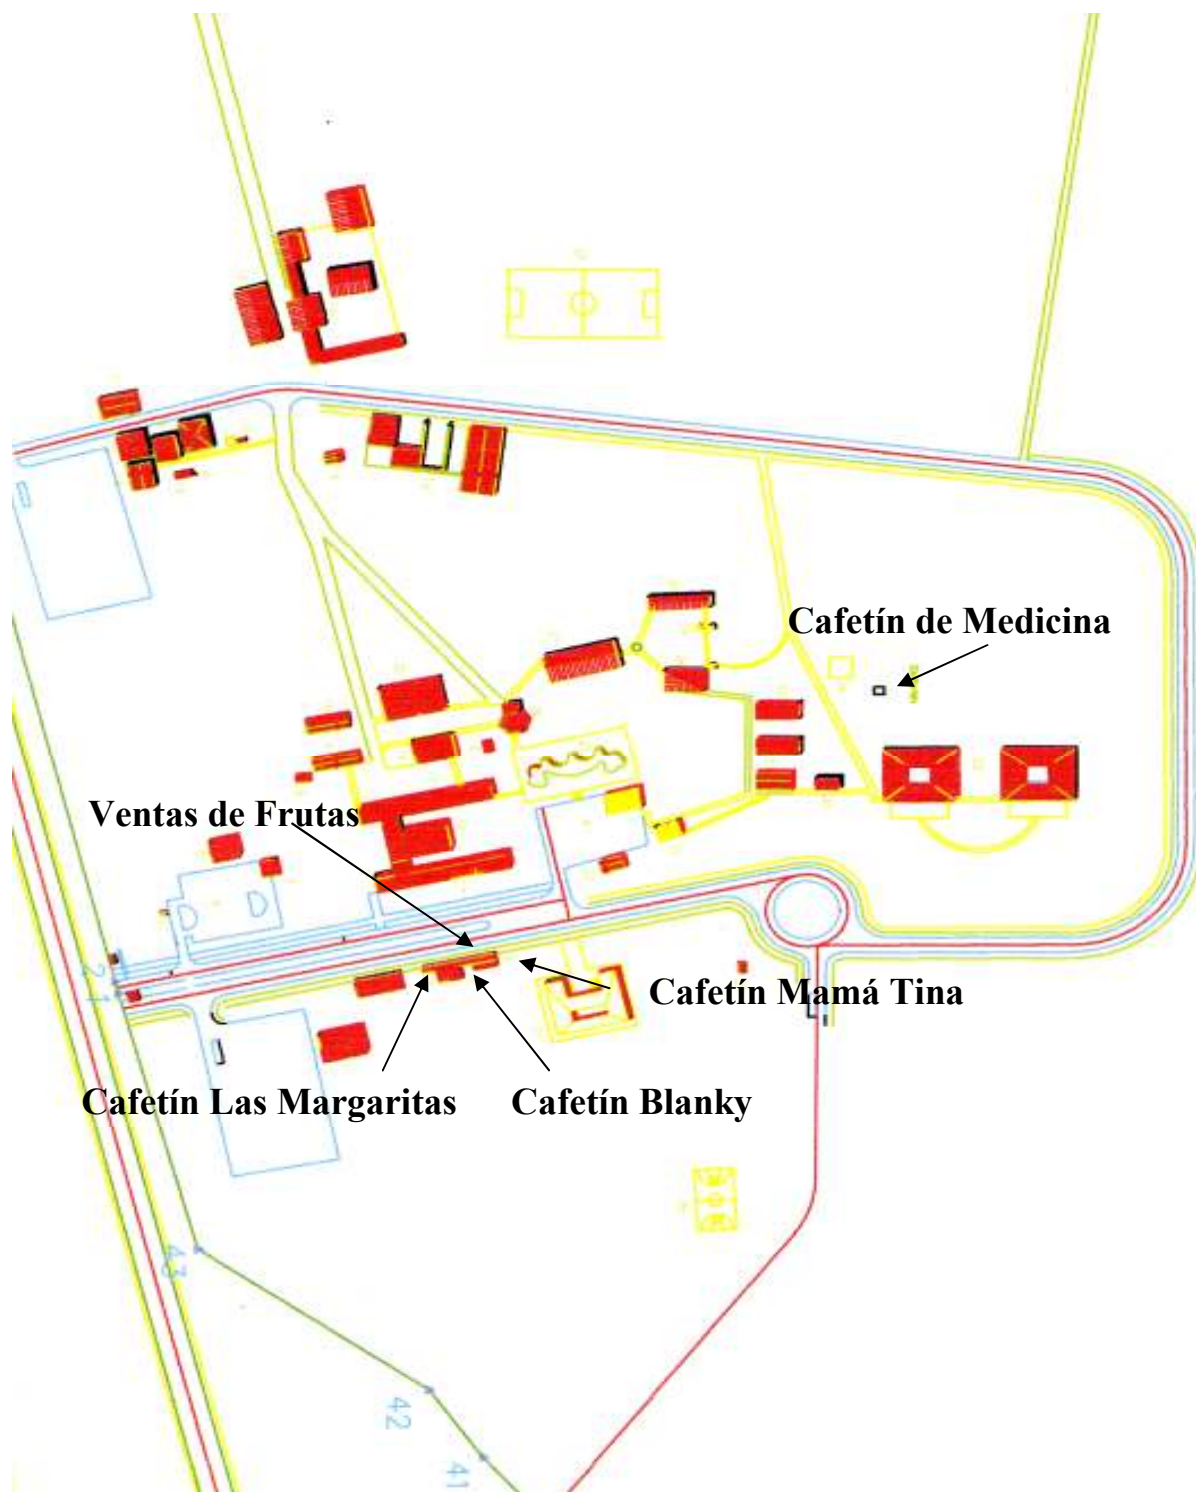 Cafetín de Medicina
Ventas de Frutas
Cafetín Mamá Tina
Cafetín Las Margaritas
Cafetín Blanky
43
42
41